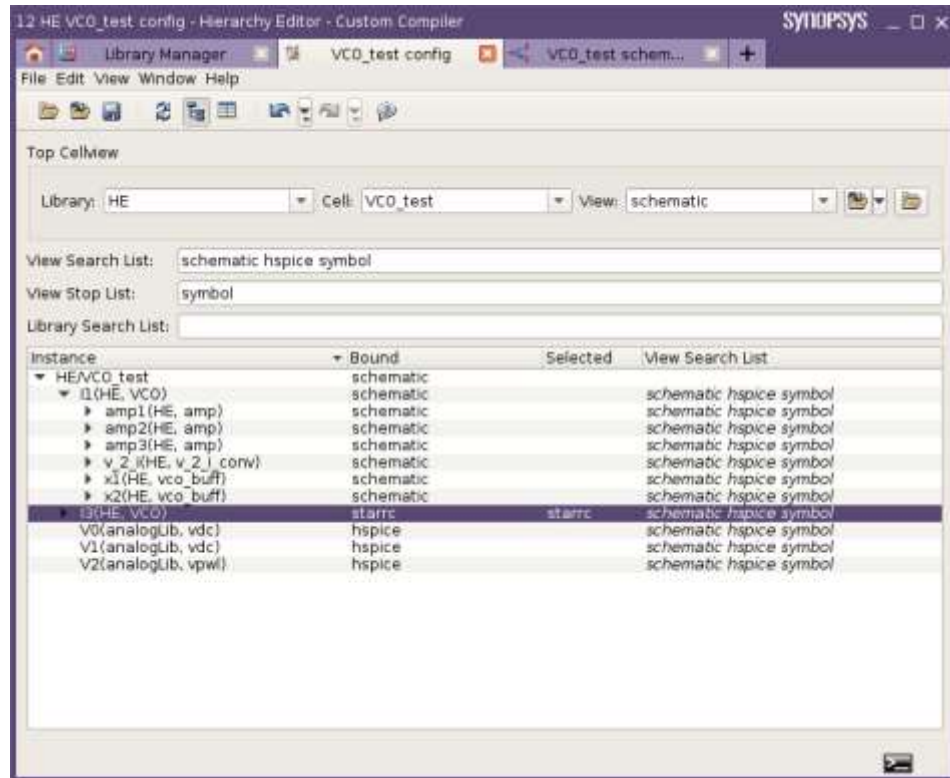 12 HE VCO_test config - Hierarchy Editor - Custom Compiler SYNOPSYS
Library Manager VCO_test config VCO_test schem...
File Edit View Window Help
Top Cellview
Library: HE Cell: VCO_test View: schematic
View Search List: schematic hspice symbol
View Stop List: symbol
Library Search List:
Instance Bound Selected View Search List
HE/VCO_test schematic
I1(HE, VCO) schematic schematic hspice symbol
amp1(HE, amp) schematic schematic hspice symbol
amp2(HE, amp) schematic schematic hspice symbol
amp3(HE, amp) schematic schematic hspice symbol
v_2_i(HE, v_2_i_conv) schematic schematic hspice symbol
x1(HE, vco_buff) schematic schematic hspice symbol
x2(HE, vco_buff) schematic schematic hspice symbol
I3(HE, VCO) starrc starrc schematic hspice symbol
V0(analogLib, vdc) hspice schematic hspice symbol
V1(analogLib, vdc) hspice schematic hspice symbol
V2(analogLib, vpwl) hspice schematic hspice symbol